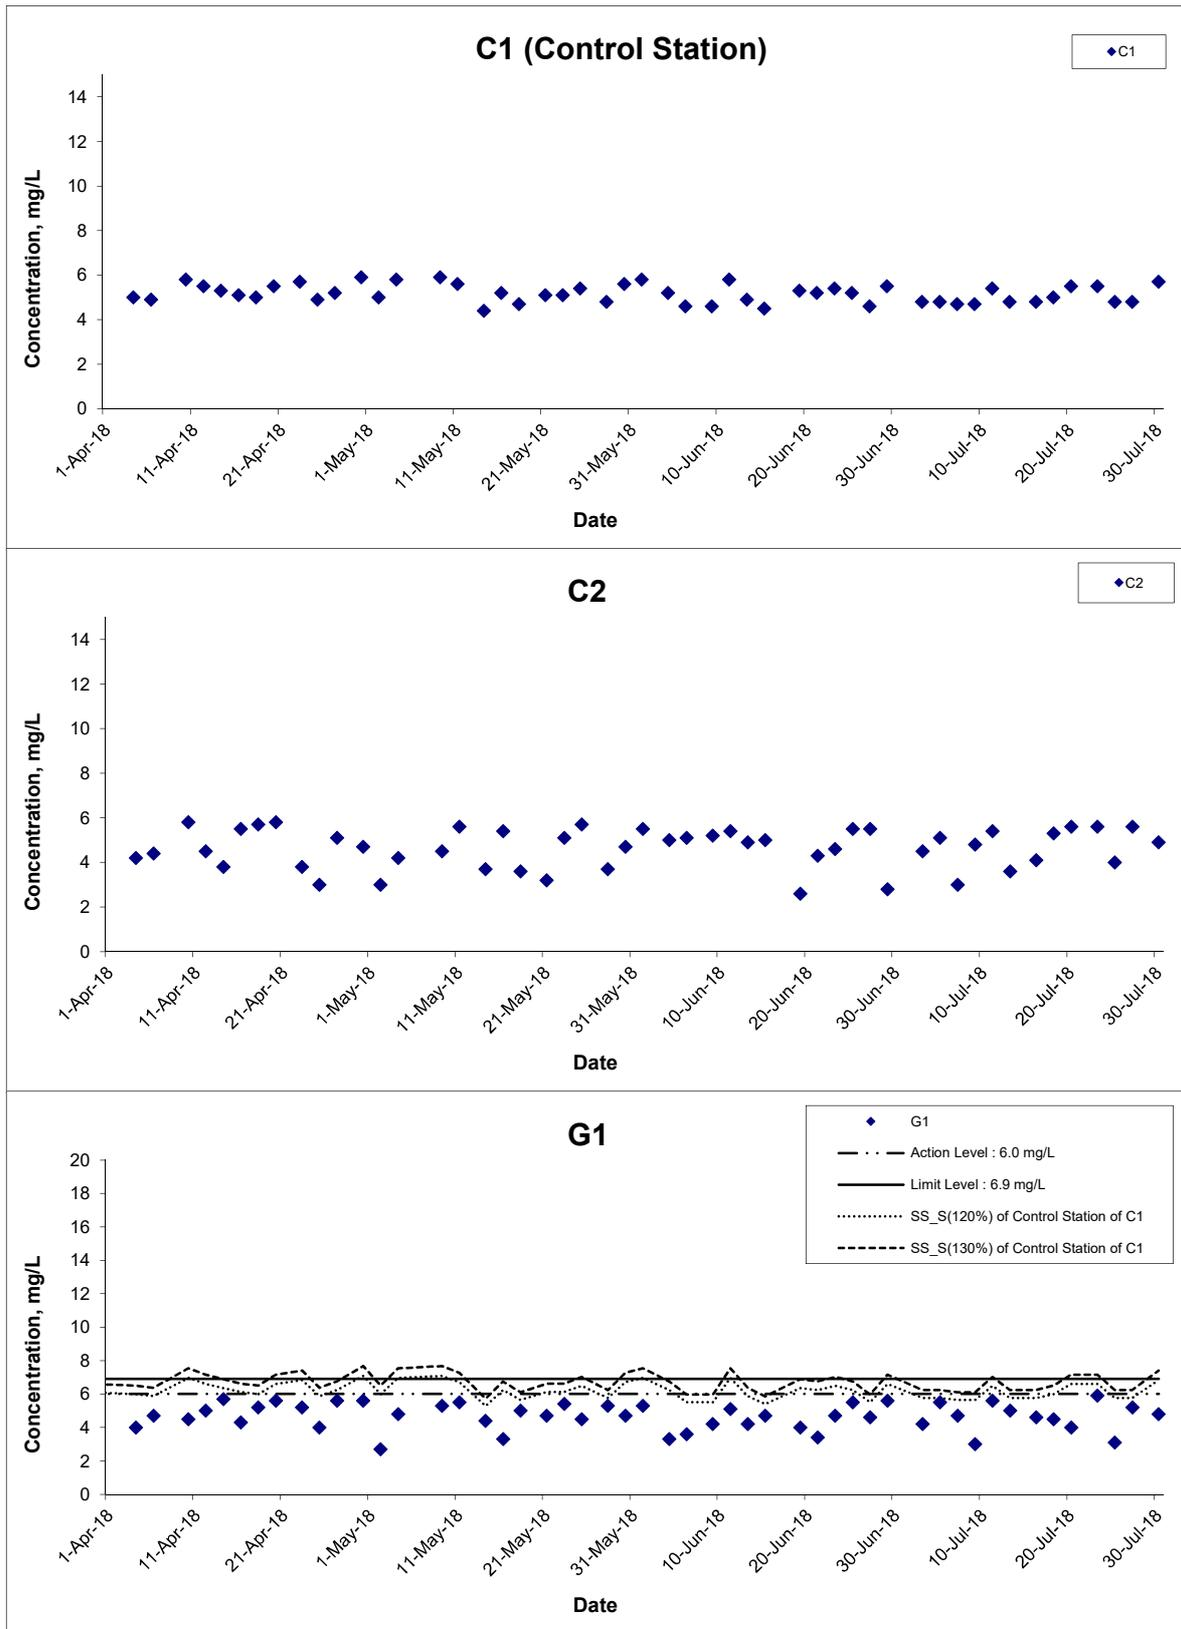 C1 (Control Station)
C1
Concentration, mg/L
14
12
10
8
6
4
2
0
1-Apr-18
11-Apr-18
21-Apr-18
1-May-18
11-May-18
21-May-18
31-May-18
10-Jun-18
20-Jun-18
30-Jun-18
10-Jul-18
20-Jul-18
30-Jul-18
Date
C2
C2
Concentration, mg/L
14
12
10
8
6
4
2
0
1-Apr-18
11-Apr-18
21-Apr-18
1-May-18
11-May-18
21-May-18
31-May-18
10-Jun-18
20-Jun-18
30-Jun-18
10-Jul-18
20-Jul-18
30-Jul-18
Date
G1
G1
Action Level : 6.0 mg/L
Limit Level : 6.9 mg/L
SS_S(120%) of Control Station of C1
SS_S(130%) of Control Station of C1
Concentration, mg/L
20
18
16
14
12
10
8
6
4
2
0
1-Apr-18
11-Apr-18
21-Apr-18
1-May-18
11-May-18
21-May-18
31-May-18
10-Jun-18
20-Jun-18
30-Jun-18
10-Jul-18
20-Jul-18
30-Jul-18
Date